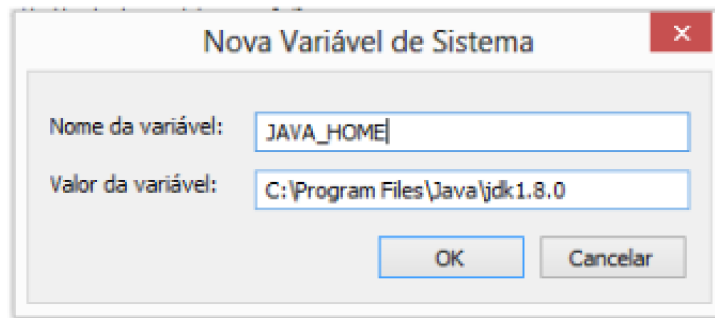 Nova Variável de Sistema
Nome da variável: JAVA_HOME
Valor da variável: C:\Program Files\Java\jdk1.8.0
OK Cancelar